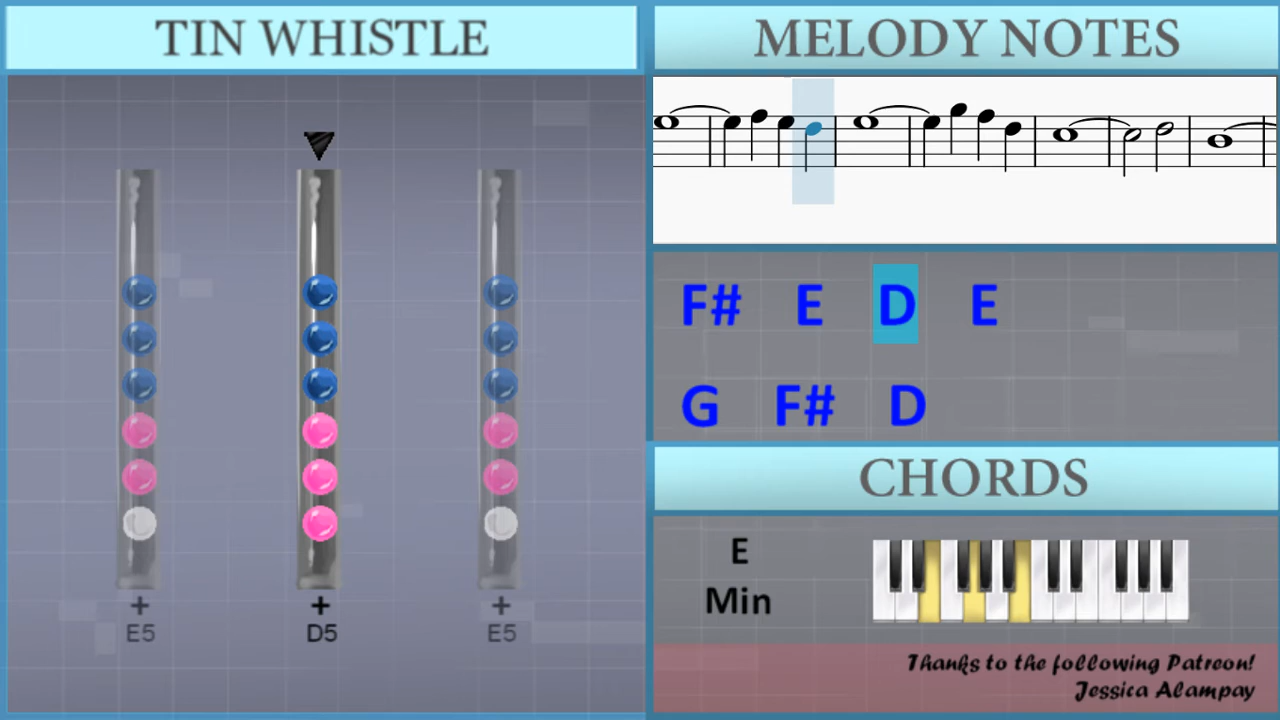 TIN WHISTLE
+ + +
E5 D5 E5
MELODY NOTES
F# E D E
G F# D
CHORDS
E
Min
Thanks to the following Patreon!
Jessica Alampay